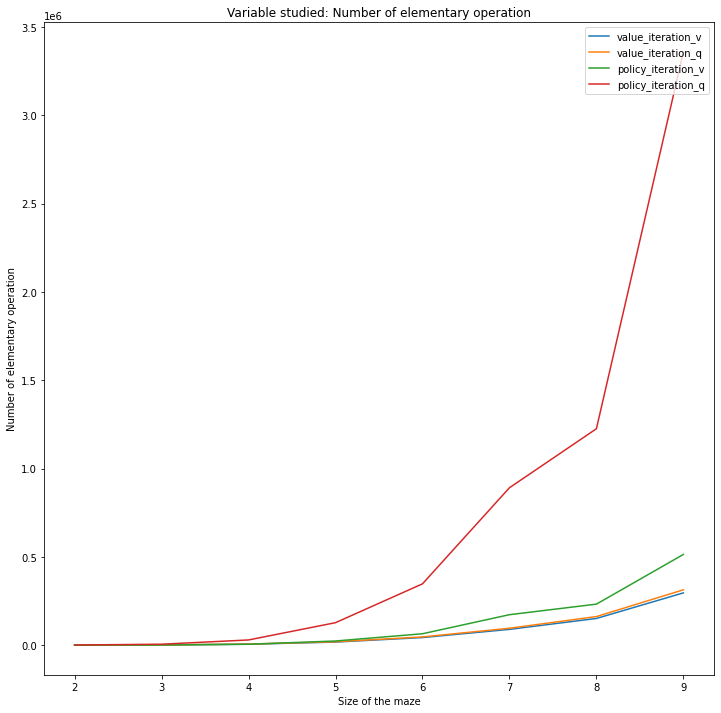 Variable studied: Number of elementary operation
1e6
3.5
3.0
2.5
2.0
1.5
1.0
0.5
0.0
Number of elementary operation
value_iteration_v
value_iteration_q
policy_iteration_v
policy_iteration_q
2 3 4 5 6 7 8 9
Size of the maze